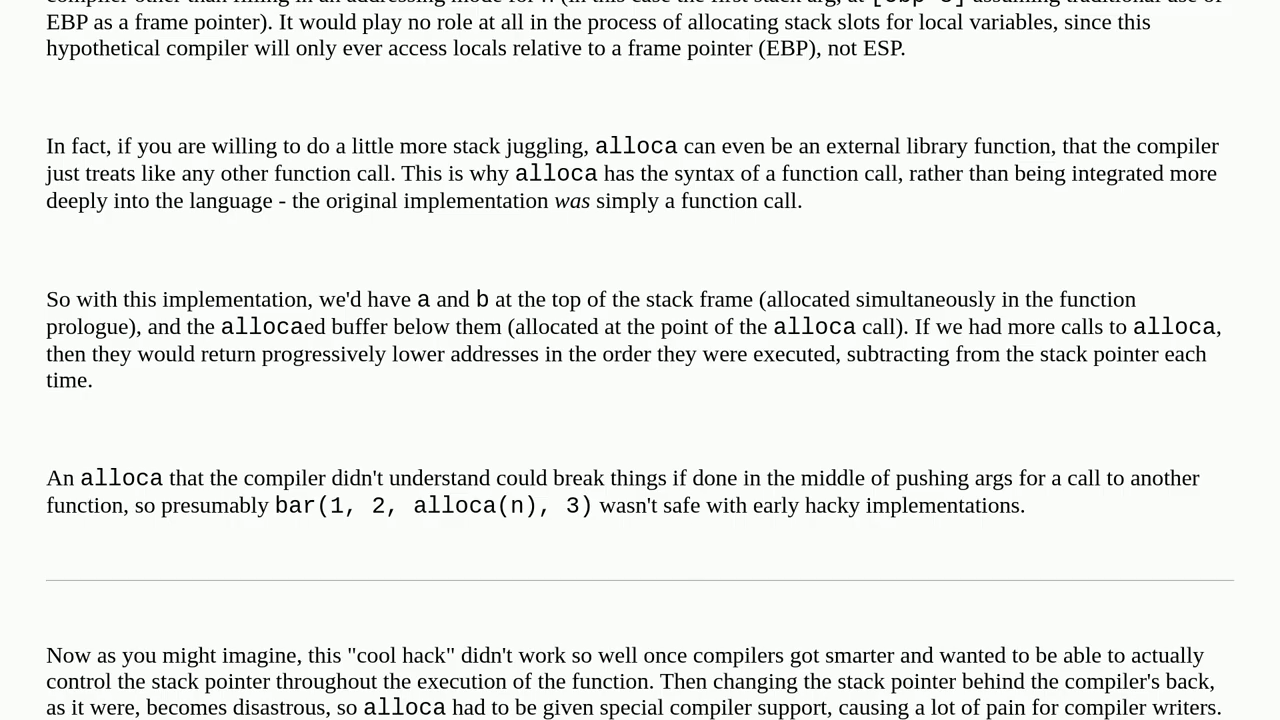 EBP as a frame pointer). It would play no role at all in the process of allocating stack slots for local variables, since this
hypothetical compiler will only ever access locals relative to a frame pointer (EBP), not ESP.
In fact, if you are willing to do a little more stack juggling, alloca can even be an external library function, that the compiler
just treats like any other function call. This is why alloca has the syntax of a function call, rather than being integrated more
deeply into the language - the original implementation was simply a function call.
So with this implementation, we'd have a and b at the top of the stack frame (allocated simultaneously in the function
prologue), and the allocaed buffer below them (allocated at the point of the alloca call). If we had more calls to alloca,
then they would return progressively lower addresses in the order they were executed, subtracting from the stack pointer each
time.
An alloca that the compiler didn't understand could break things if done in the middle of pushing args for a call to another
function, so presumably bar(1, 2, alloca(n), 3) wasn't safe with early hacky implementations.
Now as you might imagine, this "cool hack" didn't work so well once compilers got smarter and wanted to be able to actually
control the stack pointer throughout the execution of the function. Then changing the stack pointer behind the compiler's back,
as it were, becomes disastrous, so alloca had to be given special compiler support, causing a lot of pain for compiler writers.